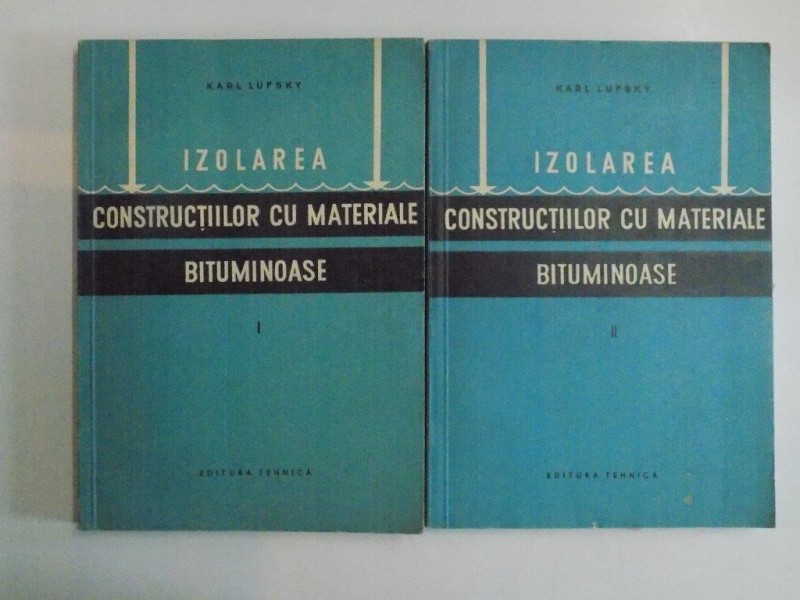 KARL LUFSKY
IZOLAREA
CONSTRUCȚIILOR CU MATERIALE
BITUMINOASE
I
EDITURA TEHNICĂ
KARL LUFSKY
IZOLAREA
CONSTRUCȚIILOR CU MATERIALE
BITUMINOASE
II
EDITURA TEHNICĂ